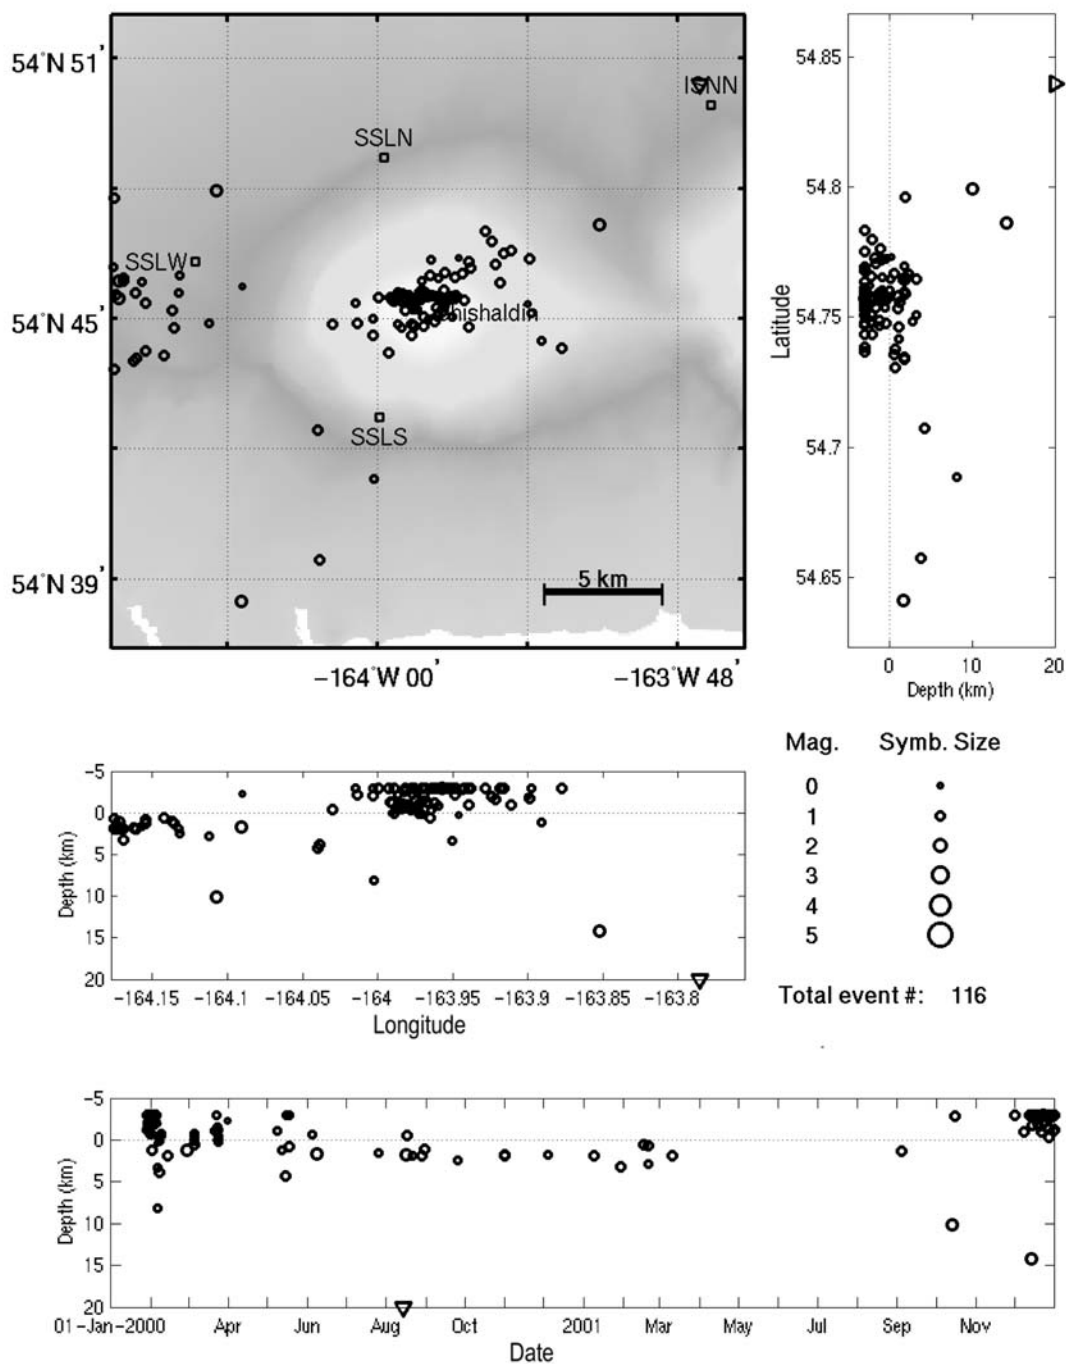 54°N 51'
ISNN
SSLN
SSLW
54°N 45'
Shishaldin
SSLS
54°N 39'
5 km
−164°W 00'
−163°W 48'
54.85
54.8
54.75
54.7
54.65
Latitude
0 10 20
Depth (km)
Mag. Symb. Size
0
1
2
3
4
5
Total event #: 116
−5
0
5
10
15
20
Depth (km)
−164.15 −164.1 −164.05 −164 −163.95 −163.9 −163.85 −163.8
Longitude
−5
0
5
10
15
20
Depth (km)
01−Jan−2000 Apr Jun Aug Oct 2001 Mar May Jul Sep Nov
Date